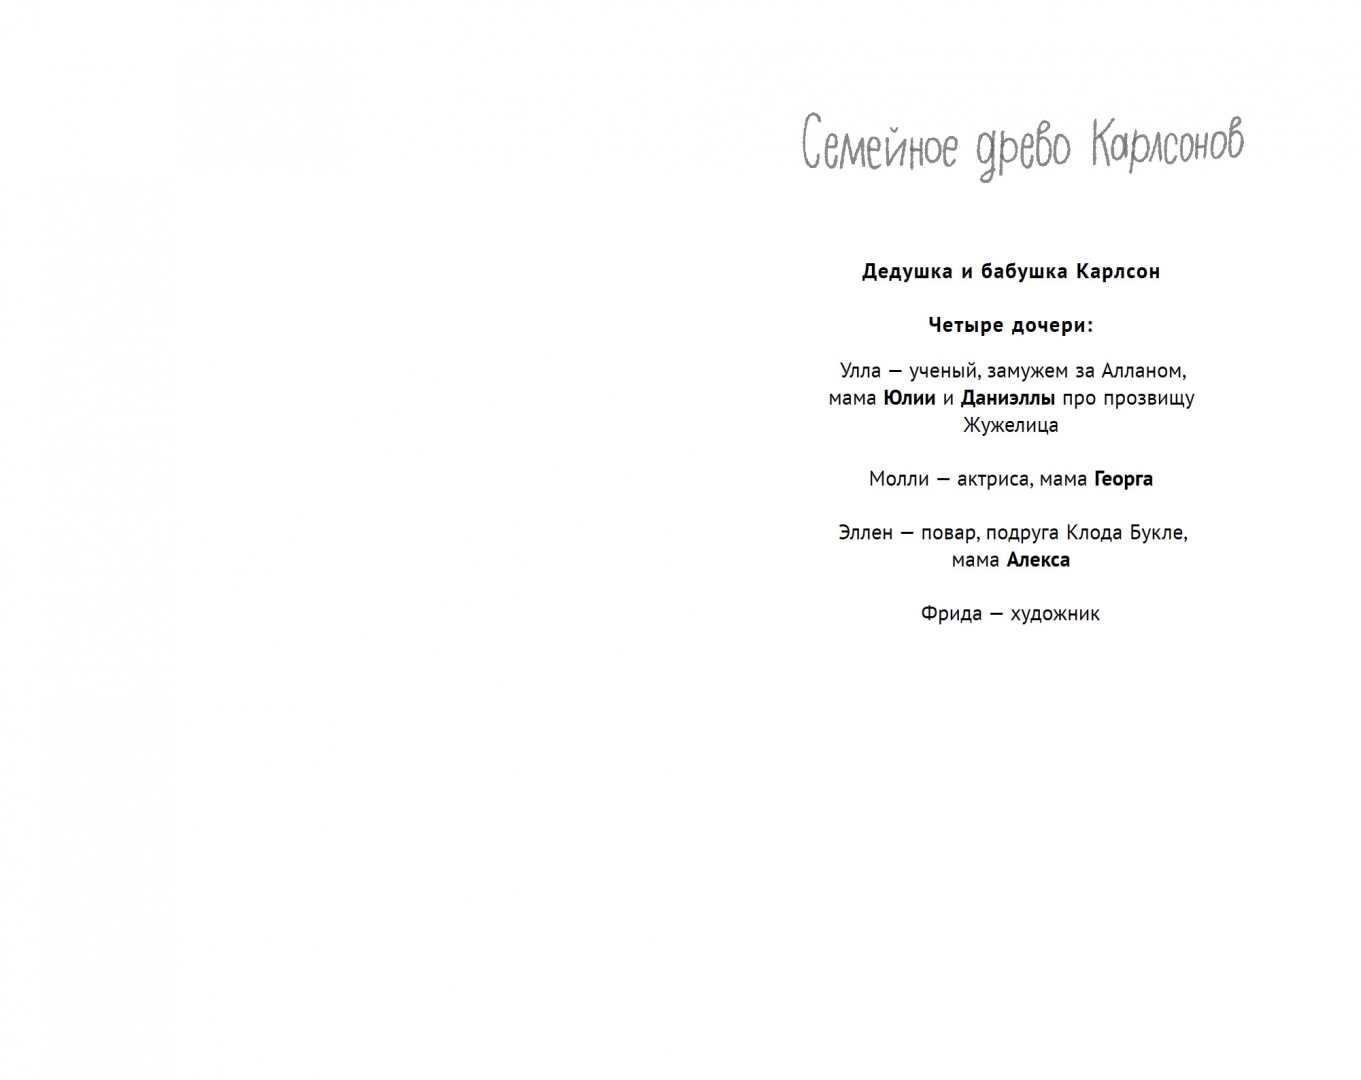 Семейное древо Карлсонов
Дедушка и бабушка Карлсон
Четыре дочери:
Улла — ученый, замужем за Алланом,
мама Юлии и Даниэллы про прозвищу
Жужелица
Молли — актриса, мама Георга
Эллен — повар, подруга Клода Букле,
мама Алекса
Фрида — художник